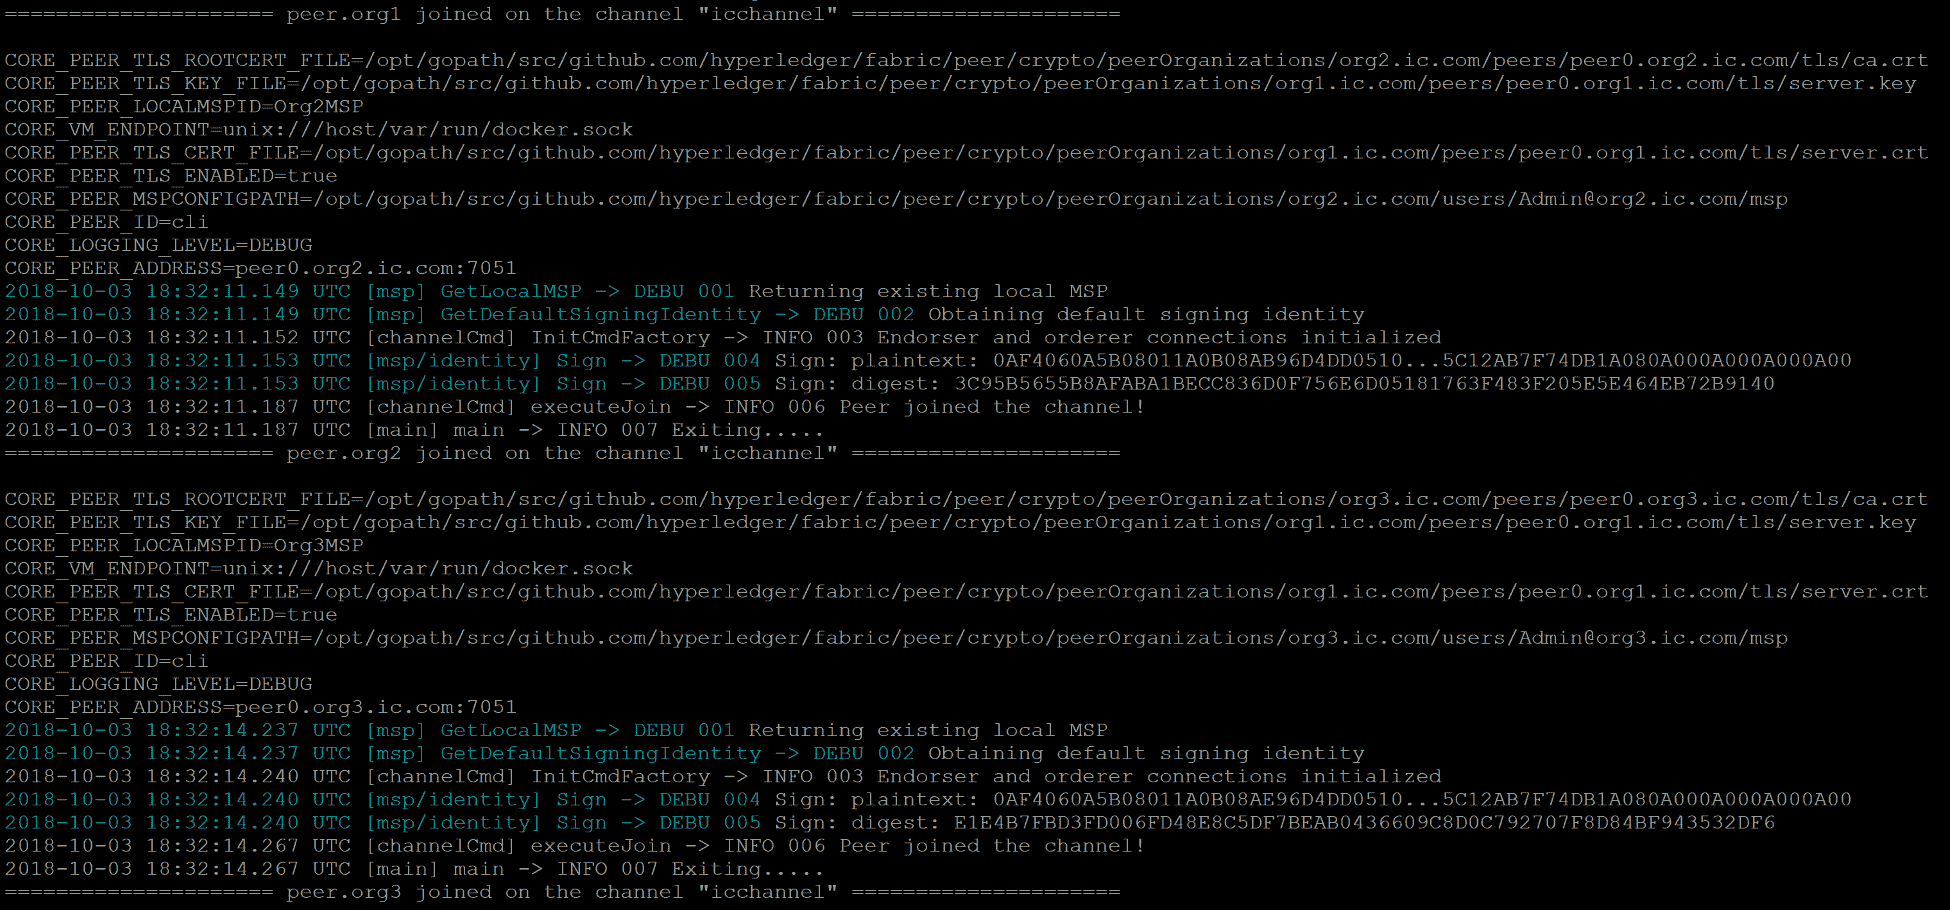 ===================== peer.org1 joined on the channel "icchannel" =====================
CORE_PEER_TLS_ROOTCERT_FILE=/opt/gopath/src/github.com/hyperledger/fabric/peer/crypto/peerOrganizations/org2.ic.com/peers/peer0.org2.ic.com/tls/ca.crt
CORE_PEER_TLS_KEY_FILE=/opt/gopath/src/github.com/hyperledger/fabric/peer/crypto/peerOrganizations/org1.ic.com/peers/peer0.org1.ic.com/tls/server.key
CORE_PEER_LOCALMSPID=Org2MSP
CORE_VM_ENDPOINT=unix:///host/var/run/docker.sock
CORE_PEER_TLS_CERT_FILE=/opt/gopath/src/github.com/hyperledger/fabric/peer/crypto/peerOrganizations/org1.ic.com/peers/peer0.org1.ic.com/tls/server.crt
CORE_PEER_TLS_ENABLED=true
CORE_PEER_MSPCONFIGPATH=/opt/gopath/src/github.com/hyperledger/fabric/peer/crypto/peerOrganizations/org2.ic.com/users/Admin@org2.ic.com/msp
CORE_PEER_ID=cli
CORE_LOGGING_LEVEL=DEBUG
CORE_PEER_ADDRESS=peer0.org2.ic.com:7051
2018-10-03 18:32:11.149 UTC [msp] GetLocalMSP -> DEBU 001 Returning existing local MSP
2018-10-03 18:32:11.149 UTC [msp] GetDefaultSigningIdentity -> DEBU 002 Obtaining default signing identity
2018-10-03 18:32:11.152 UTC [channelCmd] InitCmdFactory -> INFO 003 Endorser and orderer connections initialized
2018-10-03 18:32:11.153 UTC [msp/identity] Sign -> DEBU 004 Sign: plaintext: 0AF4060A5B08011A0B08AB96D4DD0510...5C12AB7F74DB1A080A000A000A000A00
2018-10-03 18:32:11.153 UTC [msp/identity] Sign -> DEBU 005 Sign: digest: 3C95B5655B8AFABA1BECC836D0F756E6D05181763F483F205E5E464EB72B9140
2018-10-03 18:32:11.187 UTC [channelCmd] executeJoin -> INFO 006 Peer joined the channel!
2018-10-03 18:32:11.187 UTC [main] main -> INFO 007 Exiting.....
===================== peer.org2 joined on the channel "icchannel" =====================
CORE_PEER_TLS_ROOTCERT_FILE=/opt/gopath/src/github.com/hyperledger/fabric/peer/crypto/peerOrganizations/org3.ic.com/peers/peer0.org3.ic.com/tls/ca.crt
CORE_PEER_TLS_KEY_FILE=/opt/gopath/src/github.com/hyperledger/fabric/peer/crypto/peerOrganizations/org1.ic.com/peers/peer0.org1.ic.com/tls/server.key
CORE_PEER_LOCALMSPID=Org3MSP
CORE_VM_ENDPOINT=unix:///host/var/run/docker.sock
CORE_PEER_TLS_CERT_FILE=/opt/gopath/src/github.com/hyperledger/fabric/peer/crypto/peerOrganizations/org1.ic.com/peers/peer0.org1.ic.com/tls/server.crt
CORE_PEER_TLS_ENABLED=true
CORE_PEER_MSPCONFIGPATH=/opt/gopath/src/github.com/hyperledger/fabric/peer/crypto/peerOrganizations/org3.ic.com/users/Admin@org3.ic.com/msp
CORE_PEER_ID=cli
CORE_LOGGING_LEVEL=DEBUG
CORE_PEER_ADDRESS=peer0.org3.ic.com:7051
2018-10-03 18:32:14.237 UTC [msp] GetLocalMSP -> DEBU 001 Returning existing local MSP
2018-10-03 18:32:14.237 UTC [msp] GetDefaultSigningIdentity -> DEBU 002 Obtaining default signing identity
2018-10-03 18:32:14.240 UTC [channelCmd] InitCmdFactory -> INFO 003 Endorser and orderer connections initialized
2018-10-03 18:32:14.240 UTC [msp/identity] Sign -> DEBU 004 Sign: plaintext: 0AF4060A5B08011A0B08AE96D4DD0510...5C12AB7F74DB1A080A000A000A000A00
2018-10-03 18:32:14.240 UTC [msp/identity] Sign -> DEBU 005 Sign: digest: E1E4B7FBD3FD006FD48E8C5DF7BEAB0436609C8D0C792707F8D84BF943532DF6
2018-10-03 18:32:14.267 UTC [channelCmd] executeJoin -> INFO 006 Peer joined the channel!
2018-10-03 18:32:14.267 UTC [main] main -> INFO 007 Exiting.....
===================== peer.org3 joined on the channel "icchannel" =====================